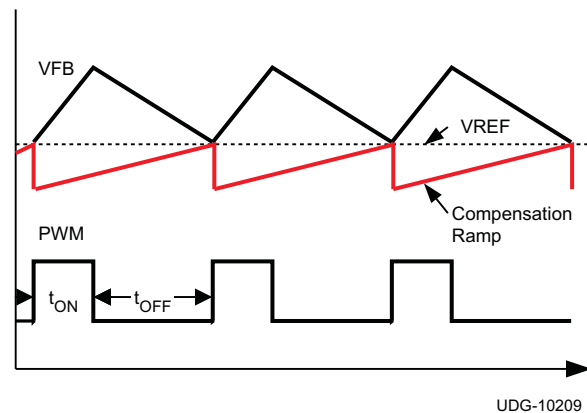 VFB
VREF
Compensation
Ramp
PWM
tON
tOFF
UDG-10209